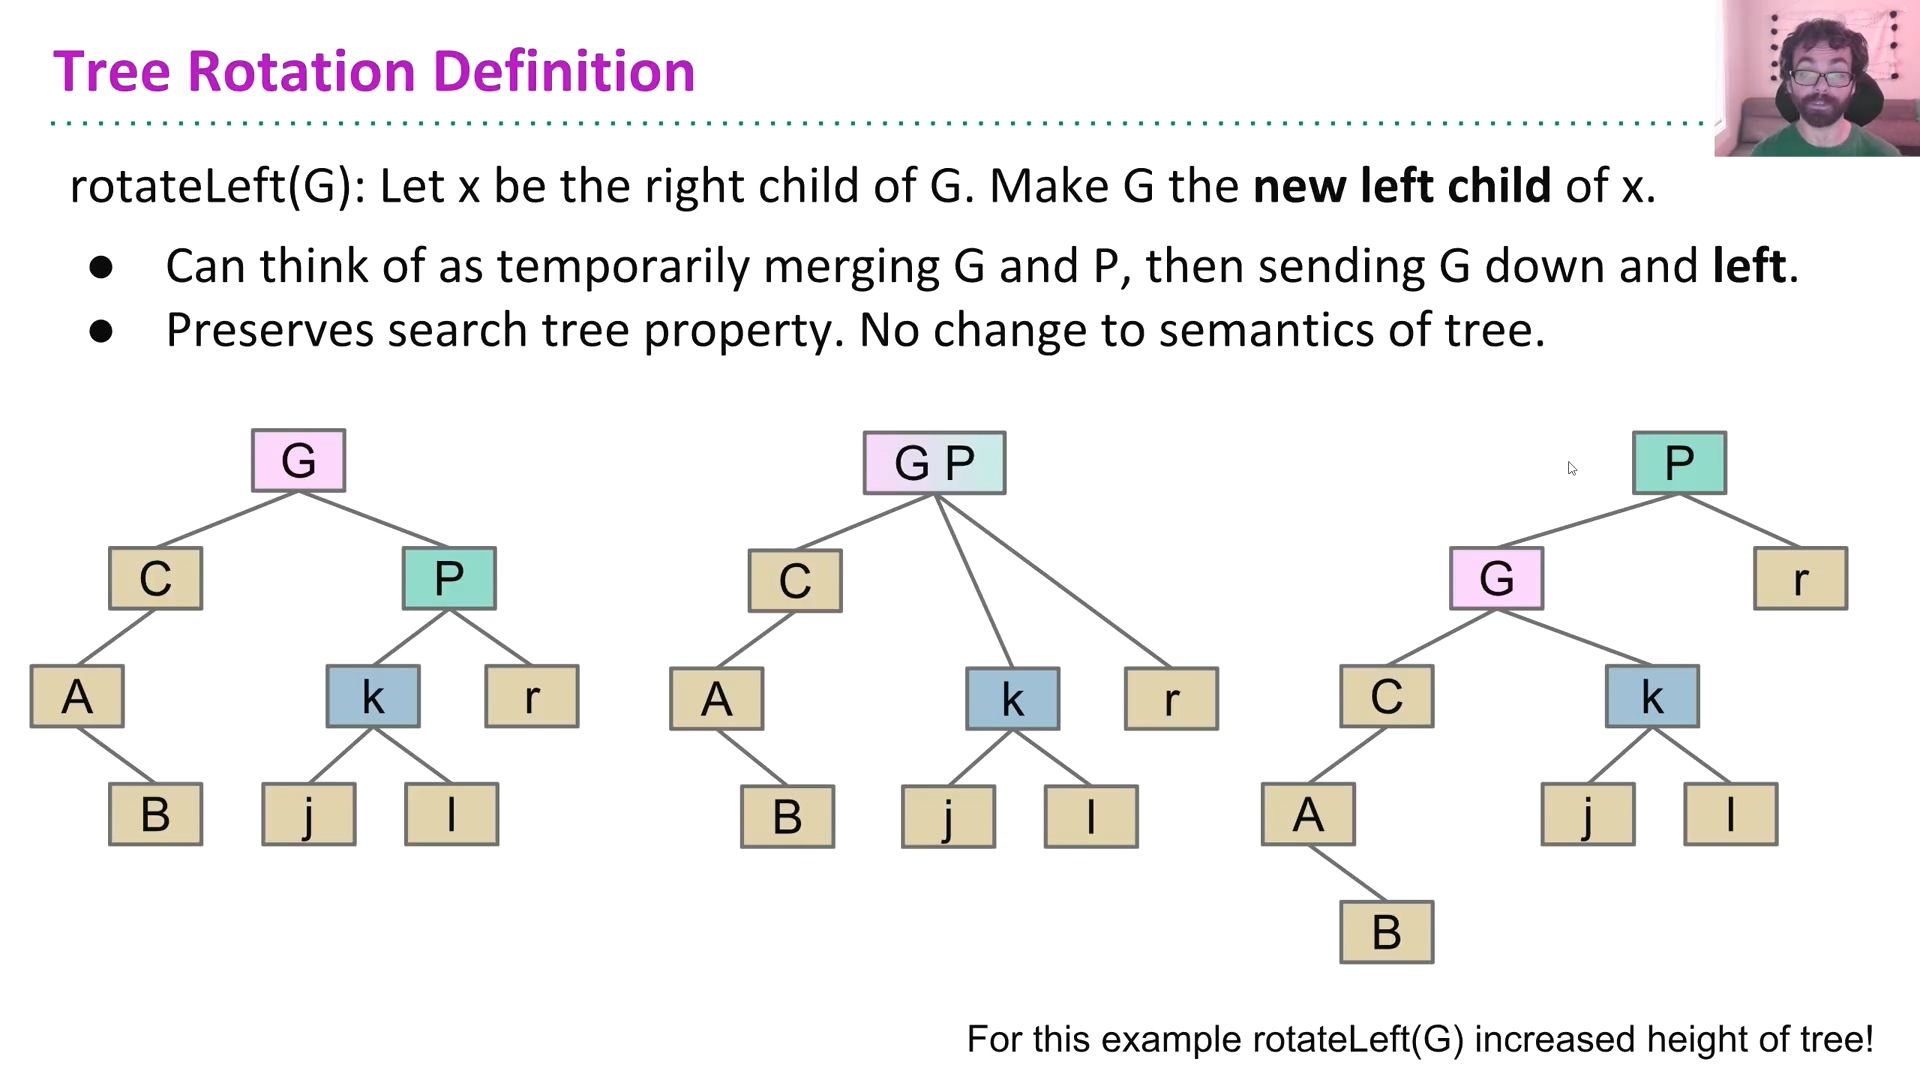 Tree Rotation Definition
rotateLeft(G): Let x be the right child of G. Make G the new left child of x.
● Can think of as temporarily merging G and P, then sending G down and left.
● Preserves search tree property. No change to semantics of tree.
G
C P
A k r
B j l
G P
C
A k r
B j l
P
G r
C k
A j l
B
For this example rotateLeft(G) increased height of tree!